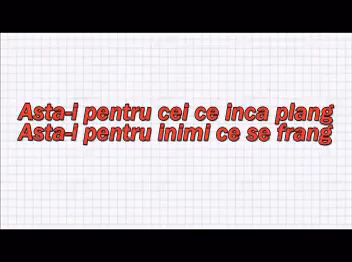 Asta-i pentru cei ce inca plang
Asta-i pentru inimi ce se frang